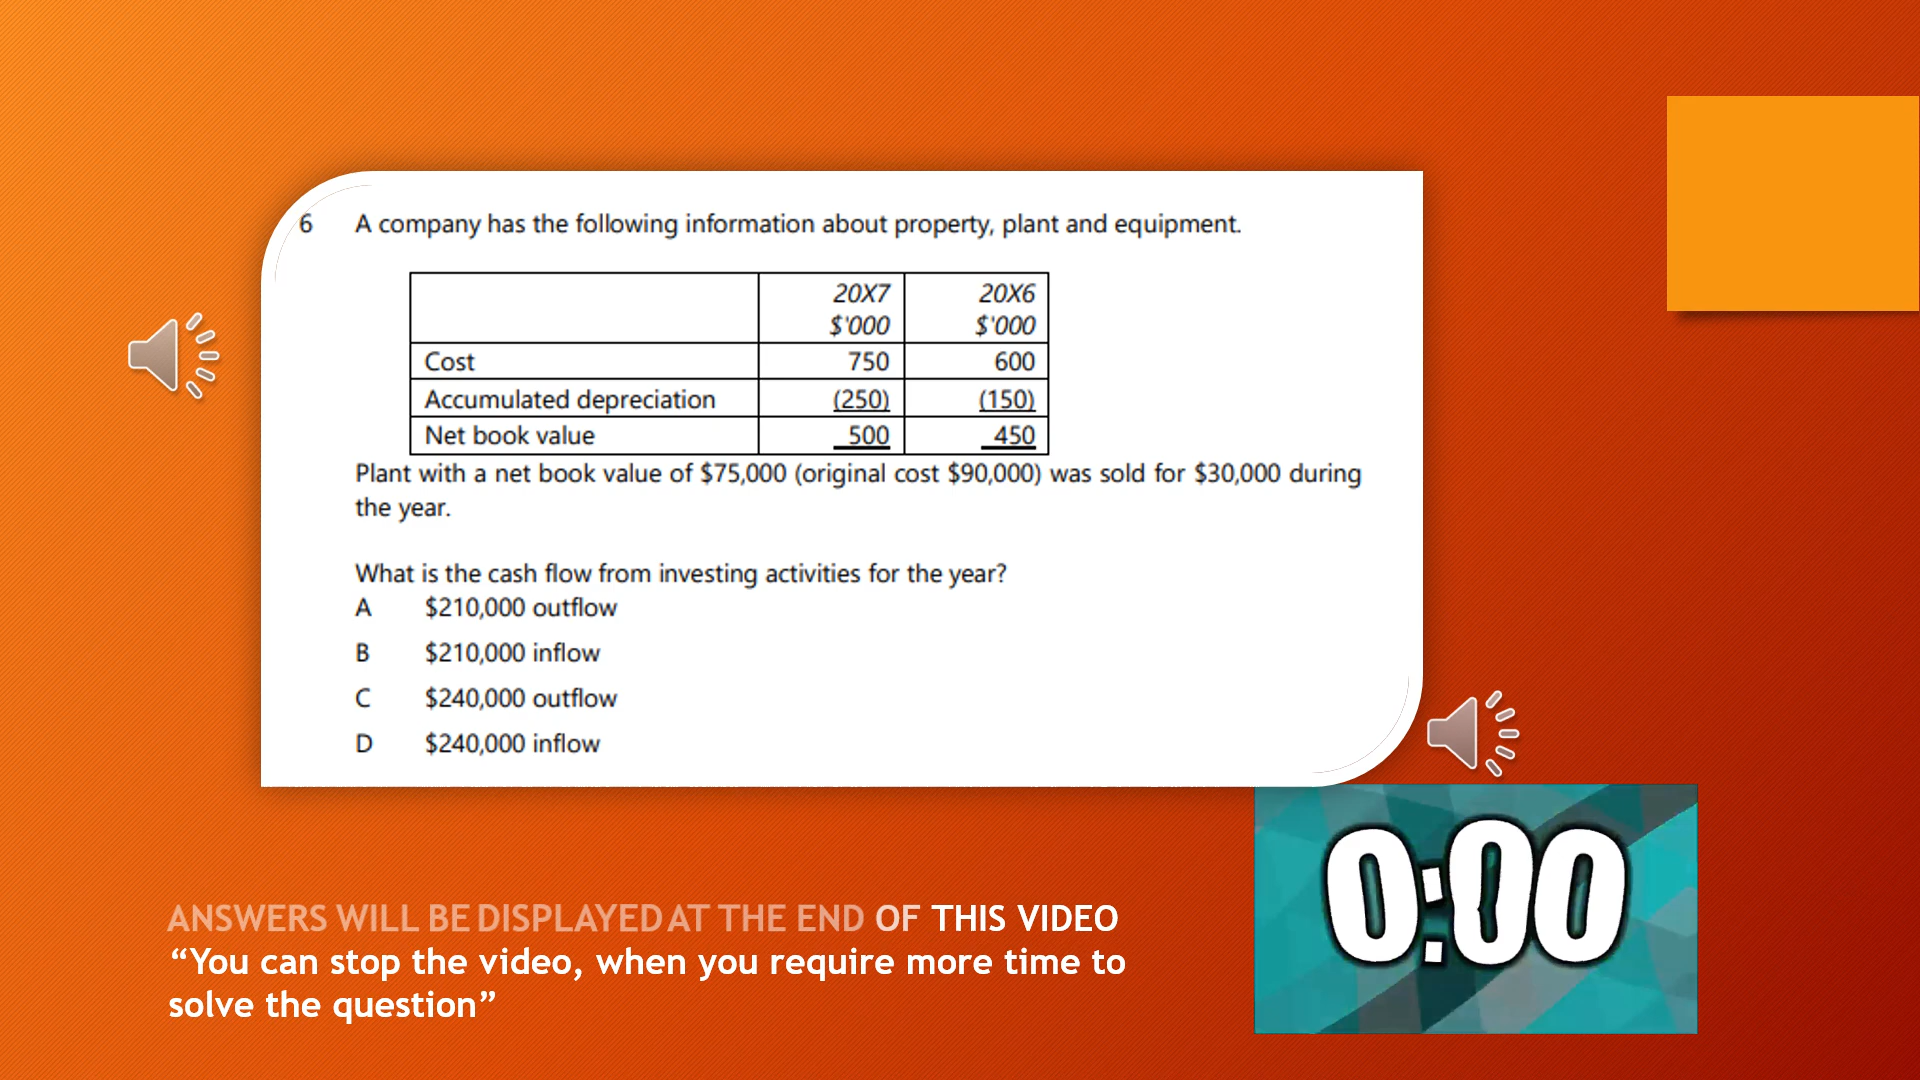 6 A company has the following information about property, plant and equipment.
20X7 20X6
$'000 $'000
Cost 750 600
Accumulated depreciation (250) (150)
Net book value 500 450
Plant with a net book value of $75,000 (original cost $90,000) was sold for $30,000 during
the year.
What is the cash flow from investing activities for the year?
A $210,000 outflow
B $210,000 inflow
C $240,000 outflow
D $240,000 inflow
0:00
ANSWERS WILL BE DISPLAYED AT THE END OF THIS VIDEO
“You can stop the video, when you require more time to
solve the question”